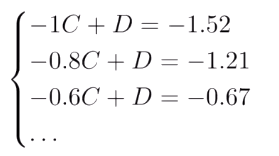 −1C + D = −1.52
−0.8C + D = −1.21
−0.6C + D = −0.67
...